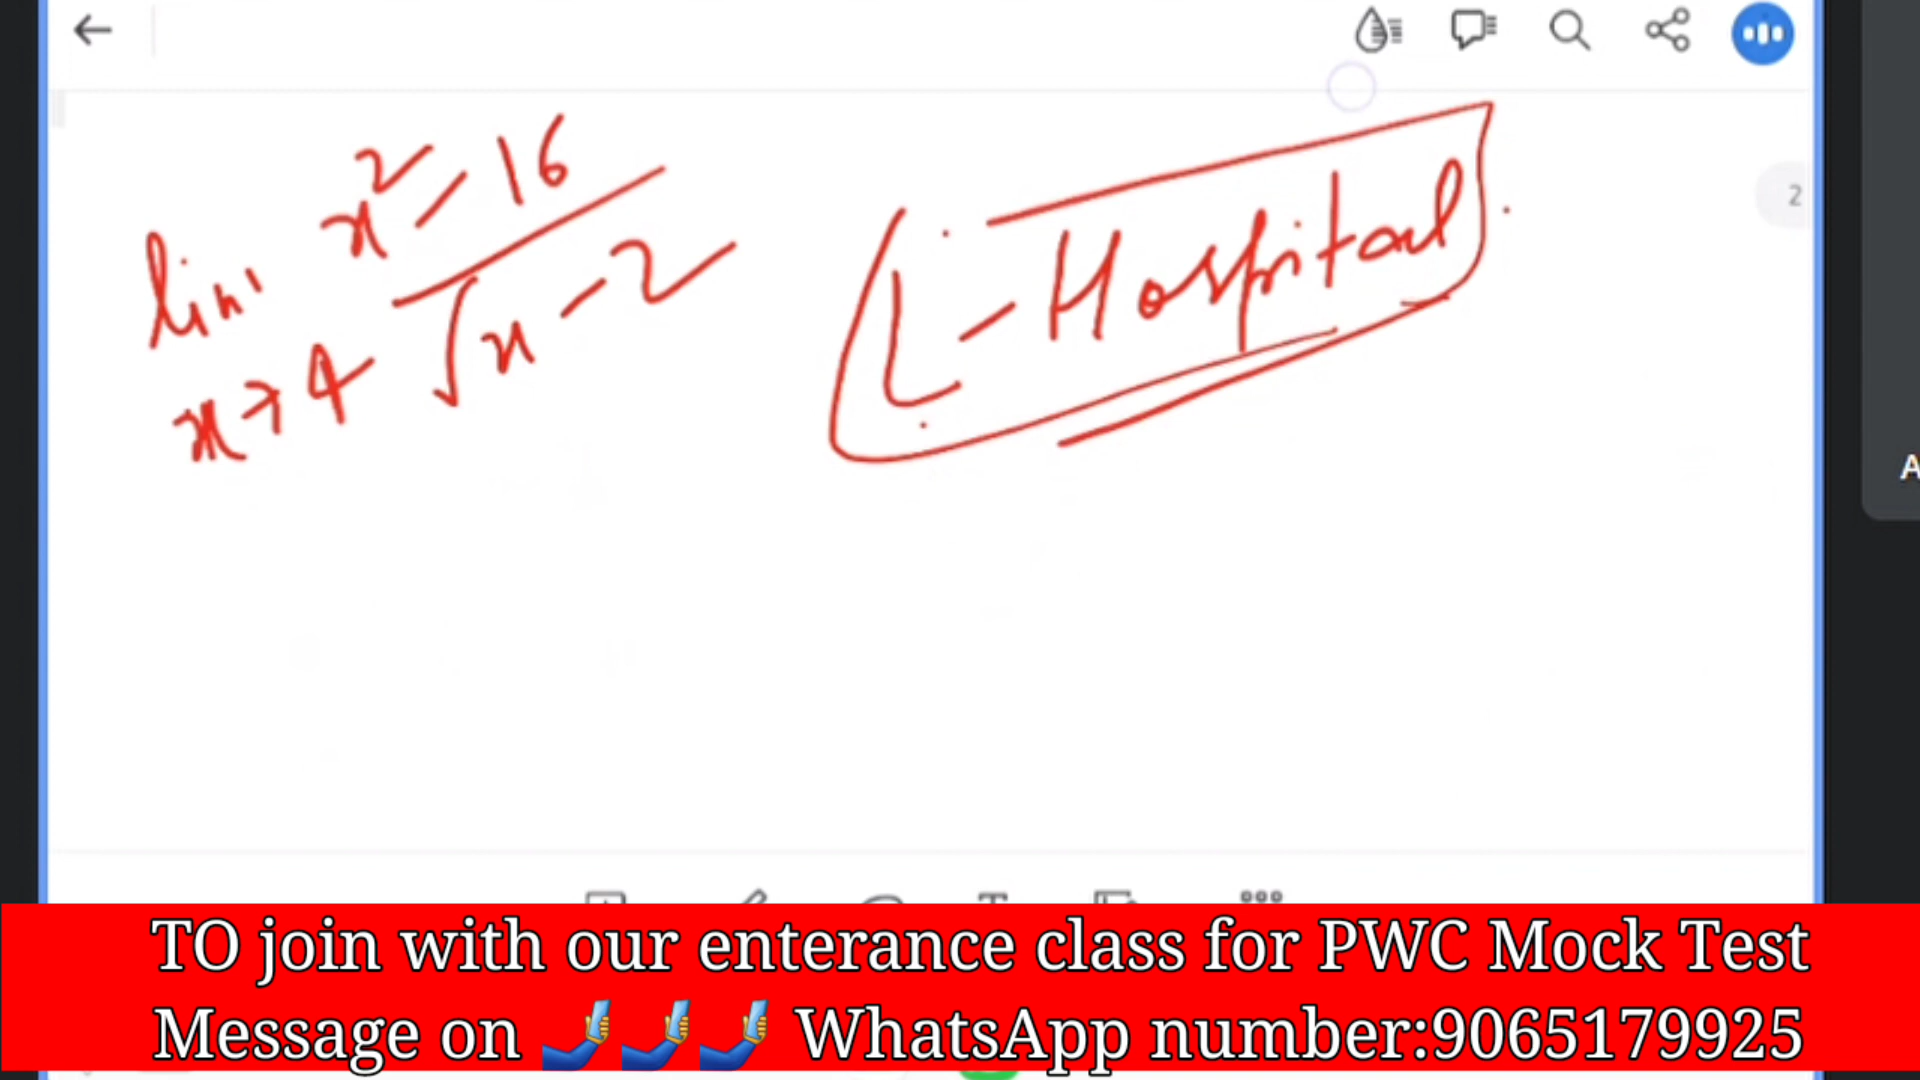 2
lim x² - 16
x→4 √x - 2
L - Hospital
A
TO join with our enterance class for PWC Mock Test
Message on WhatsApp number:9065179925